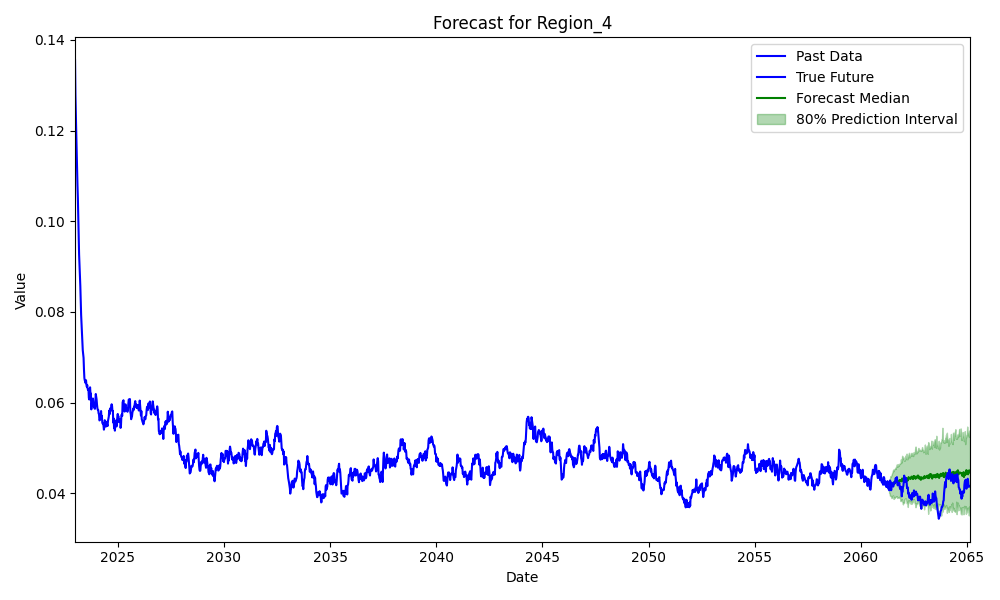 Forecast for Region_4
Value
0.14
0.12
0.10
0.08
0.06
0.04
Past Data
True Future
Forecast Median
80% Prediction Interval
2025 2030 2035 2040 2045 2050 2055 2060 2065
Date